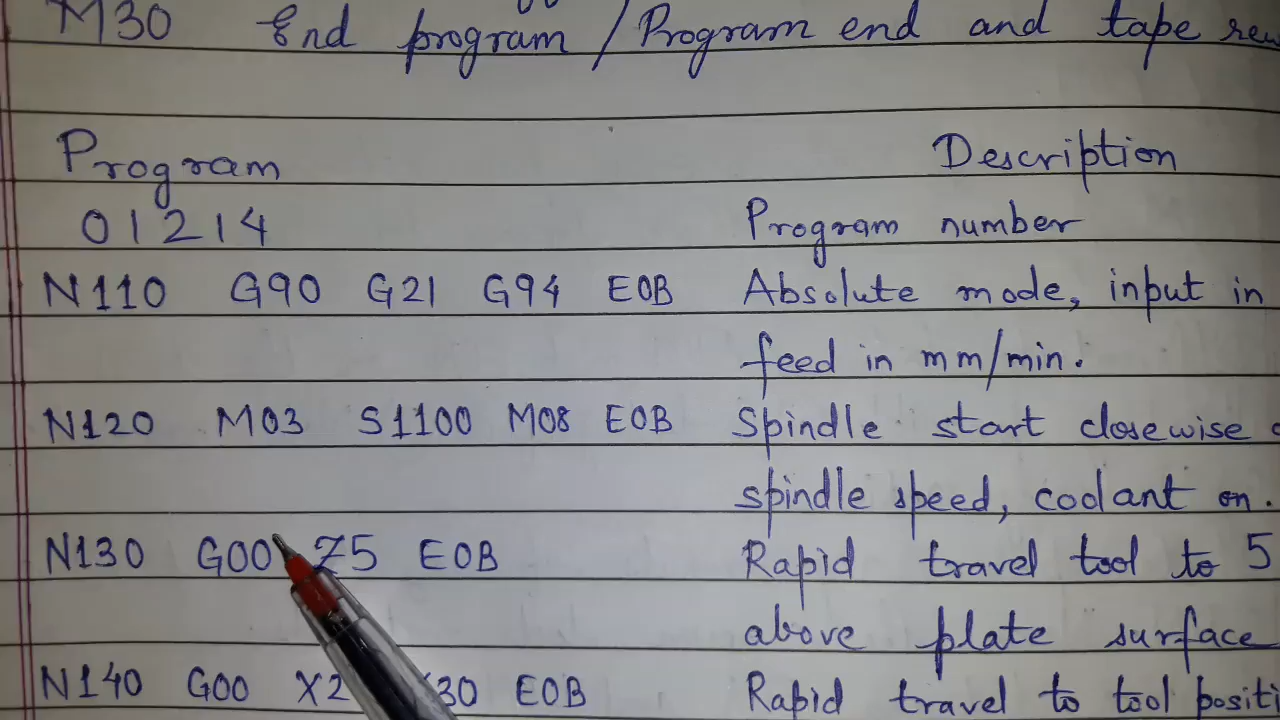 M30 End program / Program end and tape
Program Description
01214 Program number
N110 G90 G21 G94 EOB Absolute mode, input in
feed in mm/min.
N120 M03 S1100 M08 EOB Spindle start closewise
spindle speed, coolant on.
N130 G00 Z5 EOB Rapid travel tool to 5
above plate surface
N140 G00 EOB Rapid travel to tool